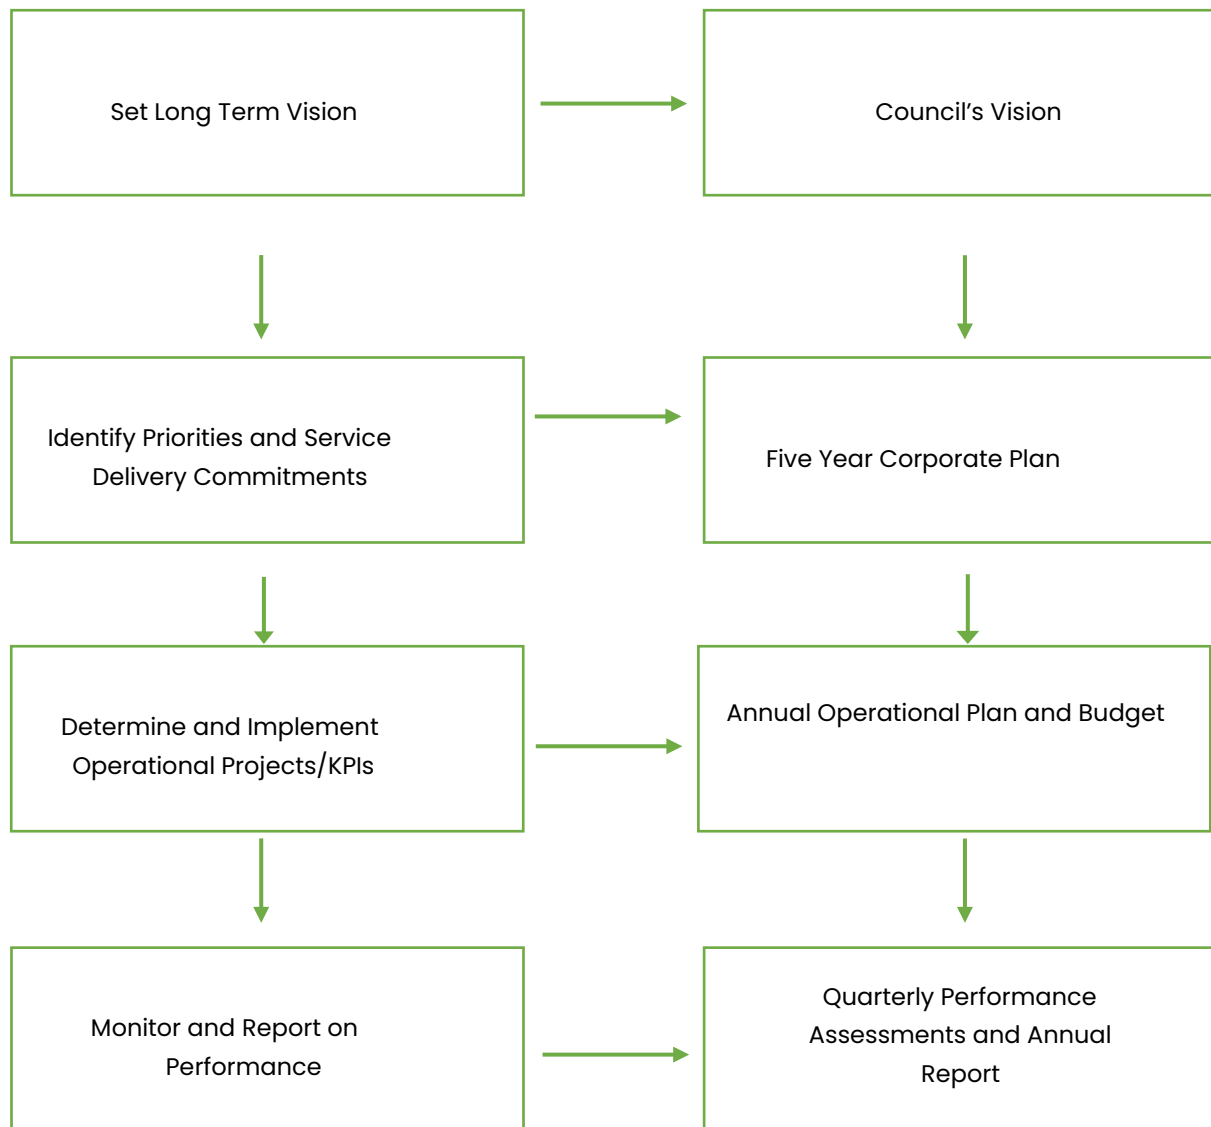 Set Long Term Vision
Council’s Vision
Identify Priorities and Service
Delivery Commitments
Five Year Corporate Plan
Determine and Implement
Operational Projects/KPIs
Annual Operational Plan and Budget
Monitor and Report on
Performance
Quarterly Performance
Assessments and Annual
Report